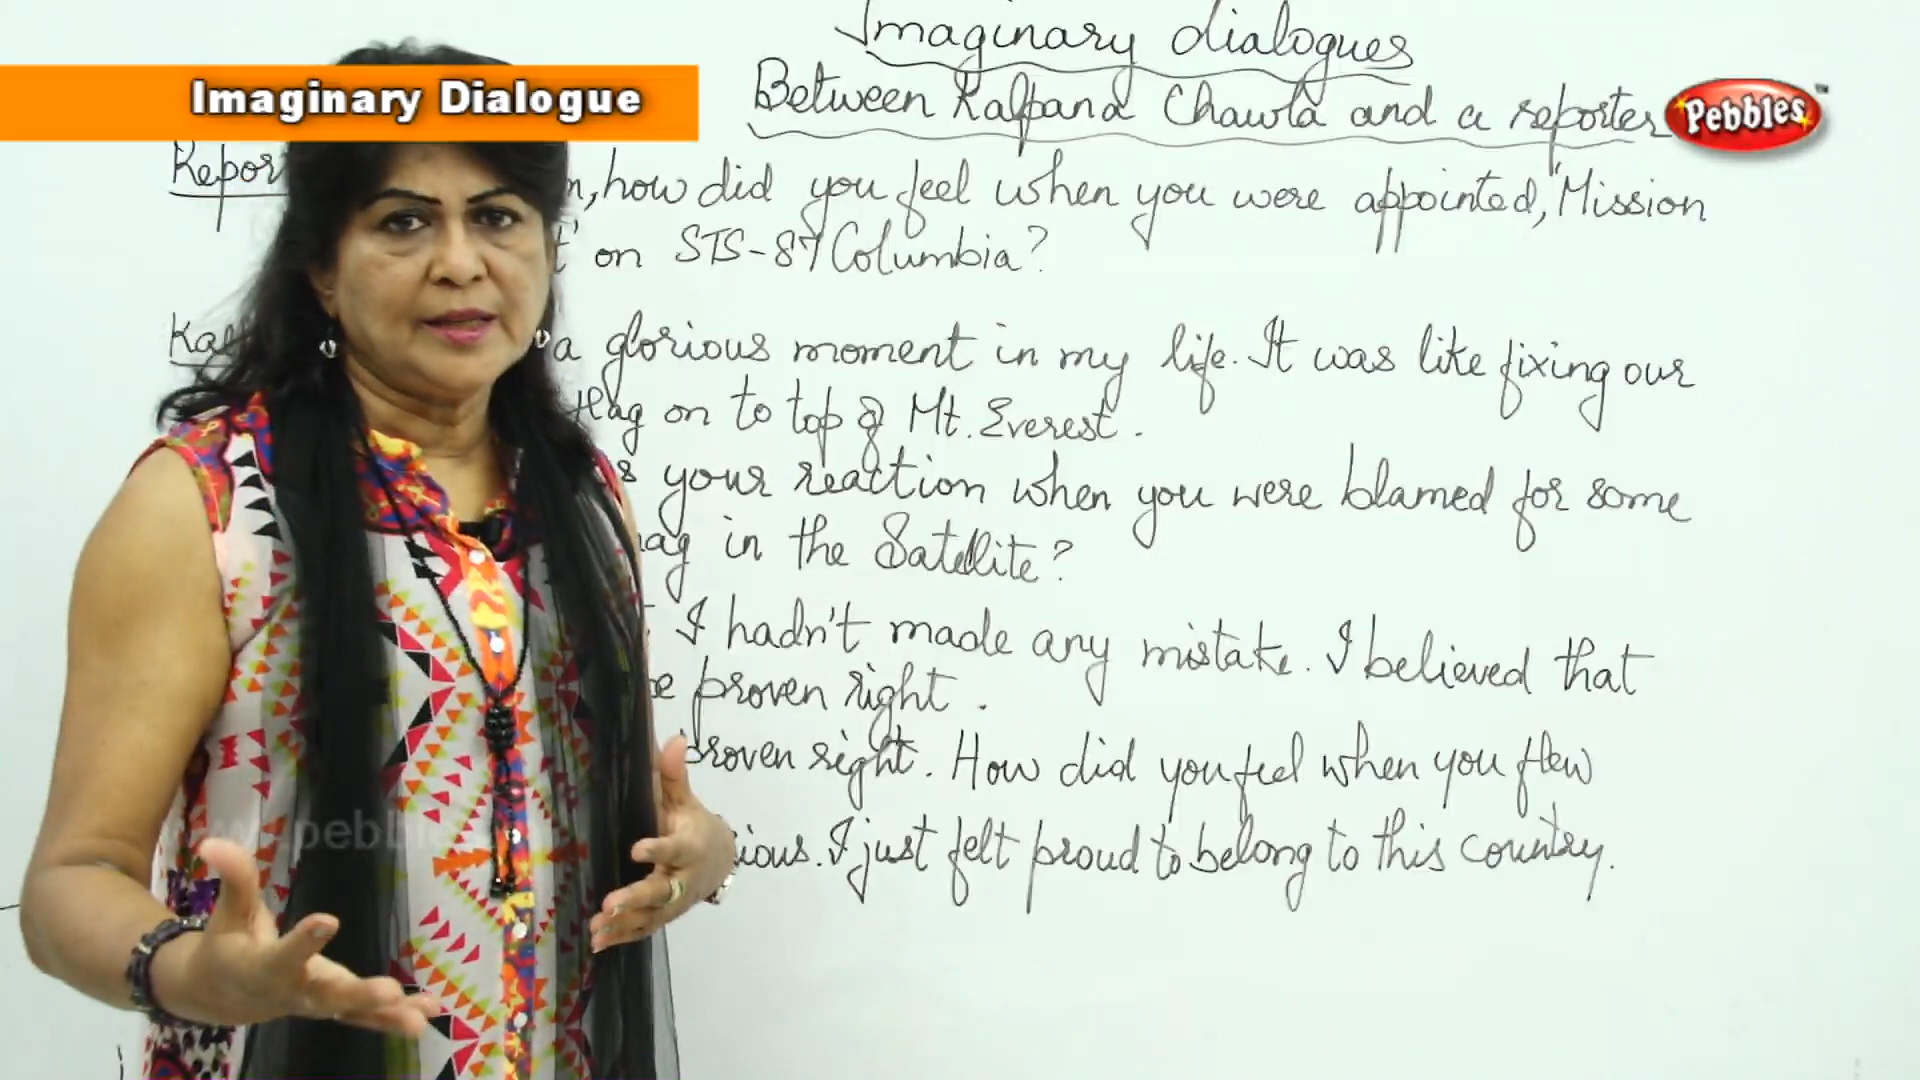 Imaginary dialogues
Imaginary Dialogue
Between Kalpana Chawla and a reporter
Pebbles
how did you feel when you were appointed, "Mission
on STS-87 Columbia?
a glorious moment in my life. It was like fixing our
flag on to top of Mt. Everest.
your reaction when you were blamed for some
in the Satellite?
I hadn't made any mistake. I believed that
proven right.
proven right. How did you feel when you flew
I just felt proud to belong to this country.